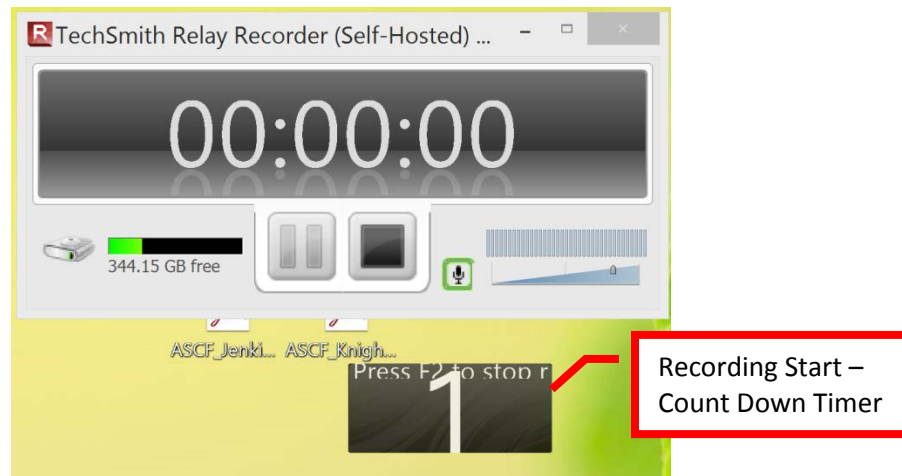 R TechSmith Relay Recorder (Self-Hosted) ...
00:00:00
344.15 GB free
ASCF_Jenki... ASCF_Knigh...
Press F2 to stop r
1
Recording Start –
Count Down Timer